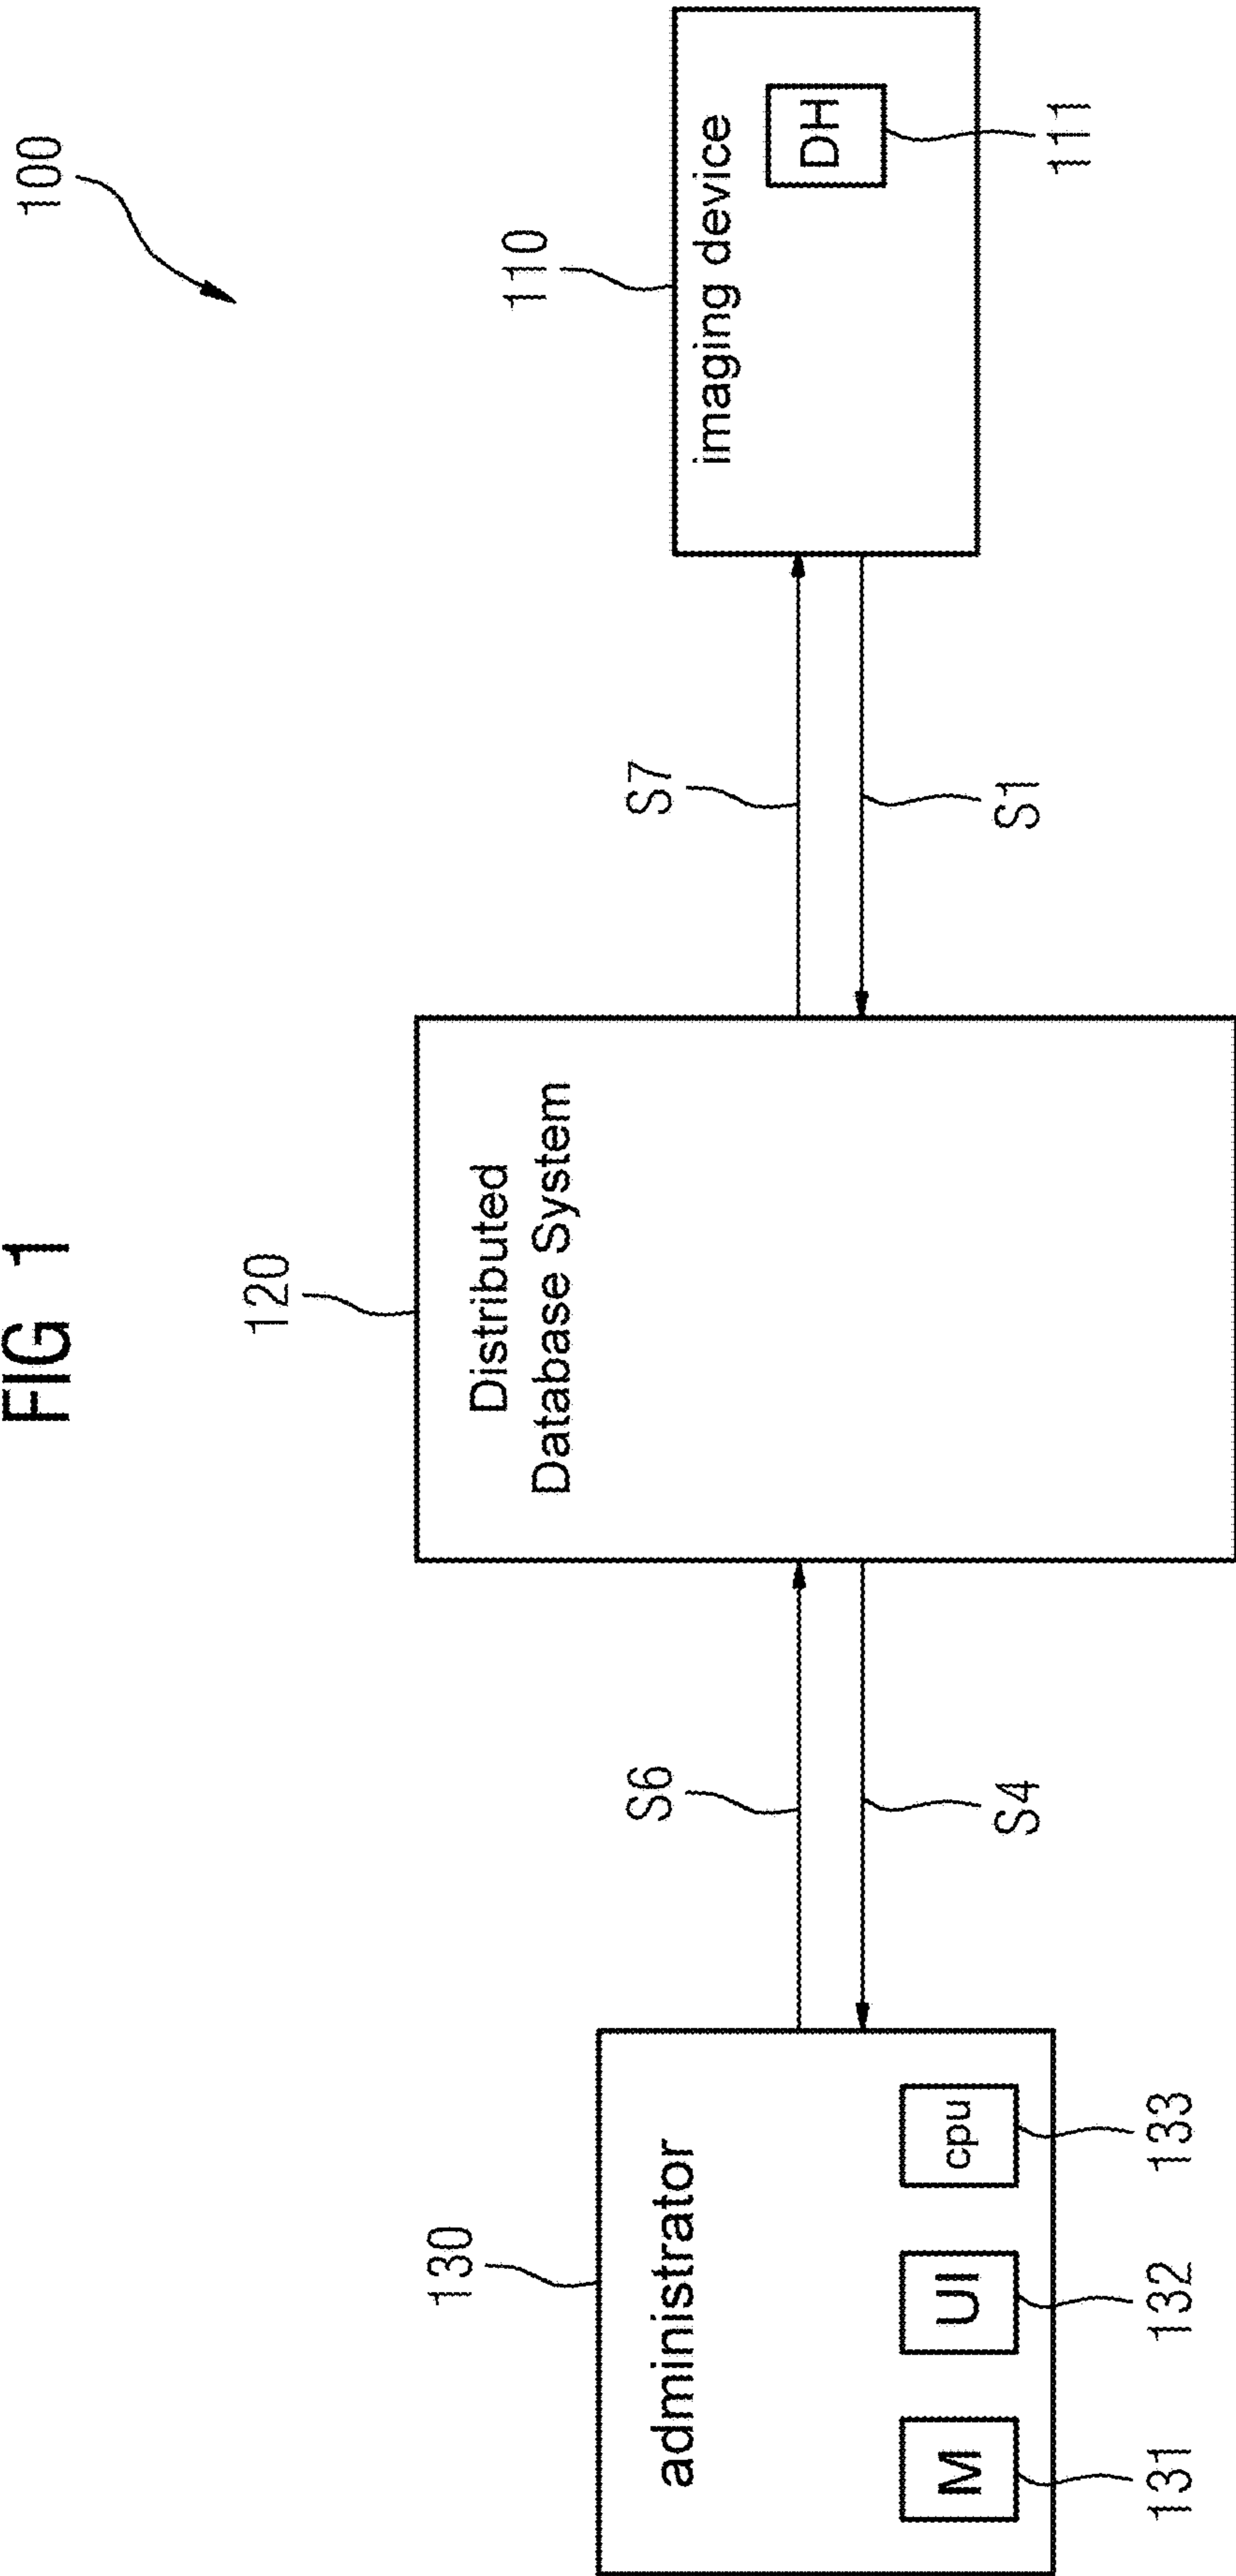 FIG 1
100
120
130
110
administrator
Distributed
Database System
imaging device
DH
S6
S7
S4
S1
M
UI
cpu
131
132
133
111